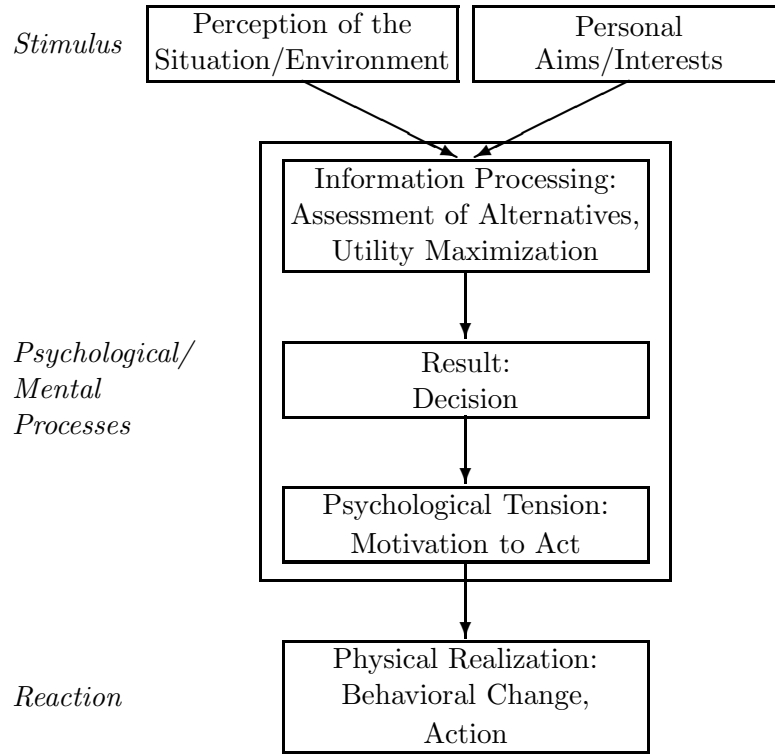 Stimulus
Perception of the
Situation/Environment
Personal
Aims/Interests
Information Processing:
Assessment of Alternatives,
Utility Maximization
Psychological/
Mental
Processes
Result:
Decision
Psychological Tension:
Motivation to Act
Reaction
Physical Realization:
Behavioral Change,
Action